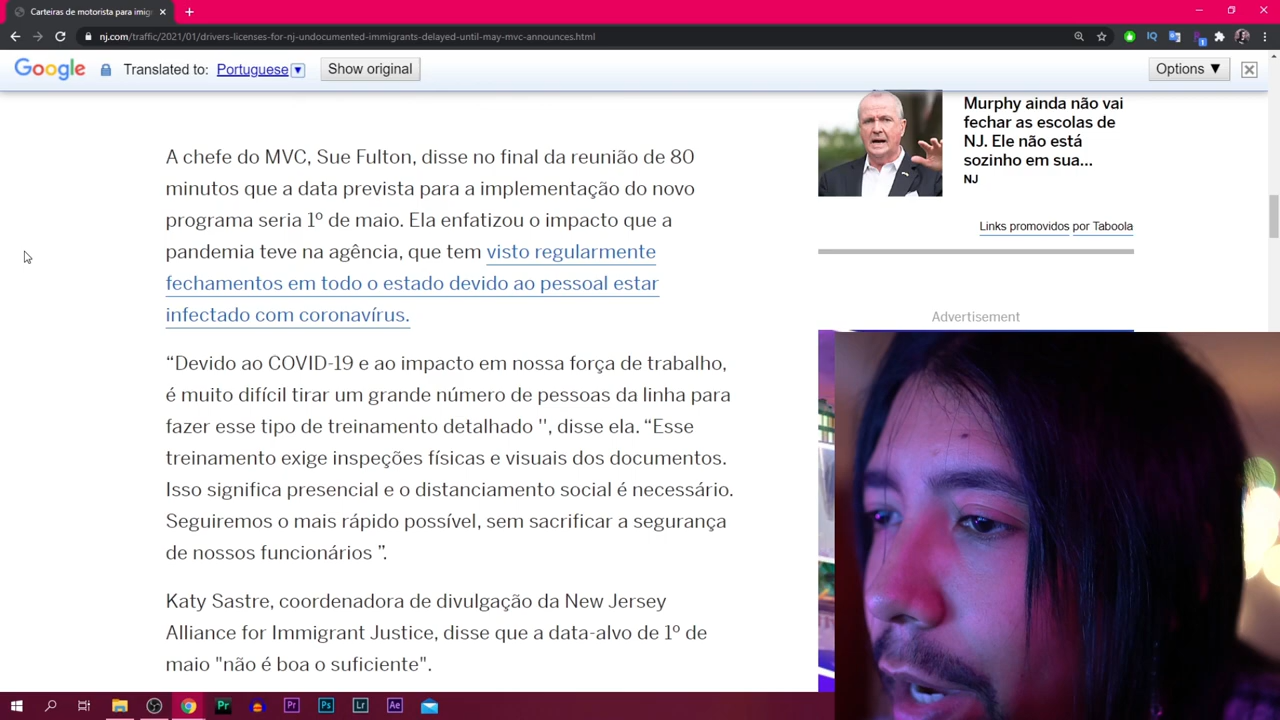 Carteiras de motorista para imig
nj.com/traffic/2021/01/drivers-licenses-for-nj-undocumented-immigrants-delayed-until-may-mvc-announces.html
Google Translated to: Portuguese Show original Options ▼
A chefe do MVC, Sue Fulton, disse no final da reunião de 80
minutos que a data prevista para a implementação do novo
programa seria 1º de maio. Ela enfatizou o impacto que a
pandemia teve na agência, que tem visto regularmente
fechamentos em todo o estado devido ao pessoal estar
infectado com coronavírus.
“Devido ao COVID-19 e ao impacto em nossa força de trabalho,
é muito difícil tirar um grande número de pessoas da linha para
fazer esse tipo de treinamento detalhado '', disse ela. “Esse
treinamento exige inspeções físicas e visuais dos documentos.
Isso significa presencial e o distanciamento social é necessário.
Seguiremos o mais rápido possível, sem sacrificar a segurança
de nossos funcionários ”.
Katy Sastre, coordenadora de divulgação da New Jersey
Alliance for Immigrant Justice, disse que a data-alvo de 1º de
maio "não é boa o suficiente".
Murphy ainda não vai
fechar as escolas de
NJ. Ele não está
sozinho em sua...
NJ
Links promovidos por Taboola
Advertisement
IQ
1
Pr
Pr
Ps
Lr
Ae